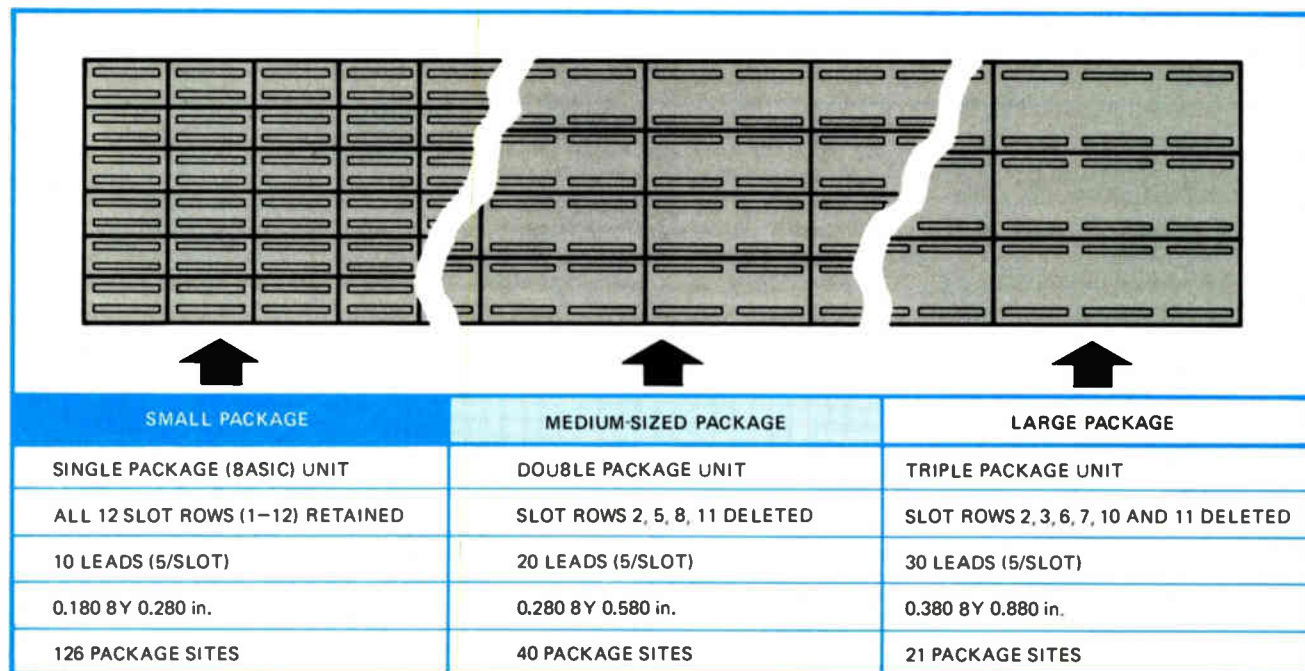 SMALL PACKAGE
MEDIUM-SIZED PACKAGE
LARGE PACKAGE
SINGLE PACKAGE (8ASIC) UNIT
DOU8LE PACKAGE UNIT
TRIPLE PACKAGE UNIT
ALL 12 SLOT ROWS (1–12) RETAINED
SLOT ROWS 2, 5, 8, 11 DELETED
SLOT ROWS 2, 3, 6, 7, 10 AND 11 DELETED
10 LEADS (5/SLOT)
20 LEADS (5/SLOT)
30 LEADS (5/SLOT)
0.180 8Y 0.280 in.
0.280 8Y 0.580 in.
0.380 8Y 0.880 in.
126 PACKAGE SITES
40 PACKAGE SITES
21 PACKAGE SITES